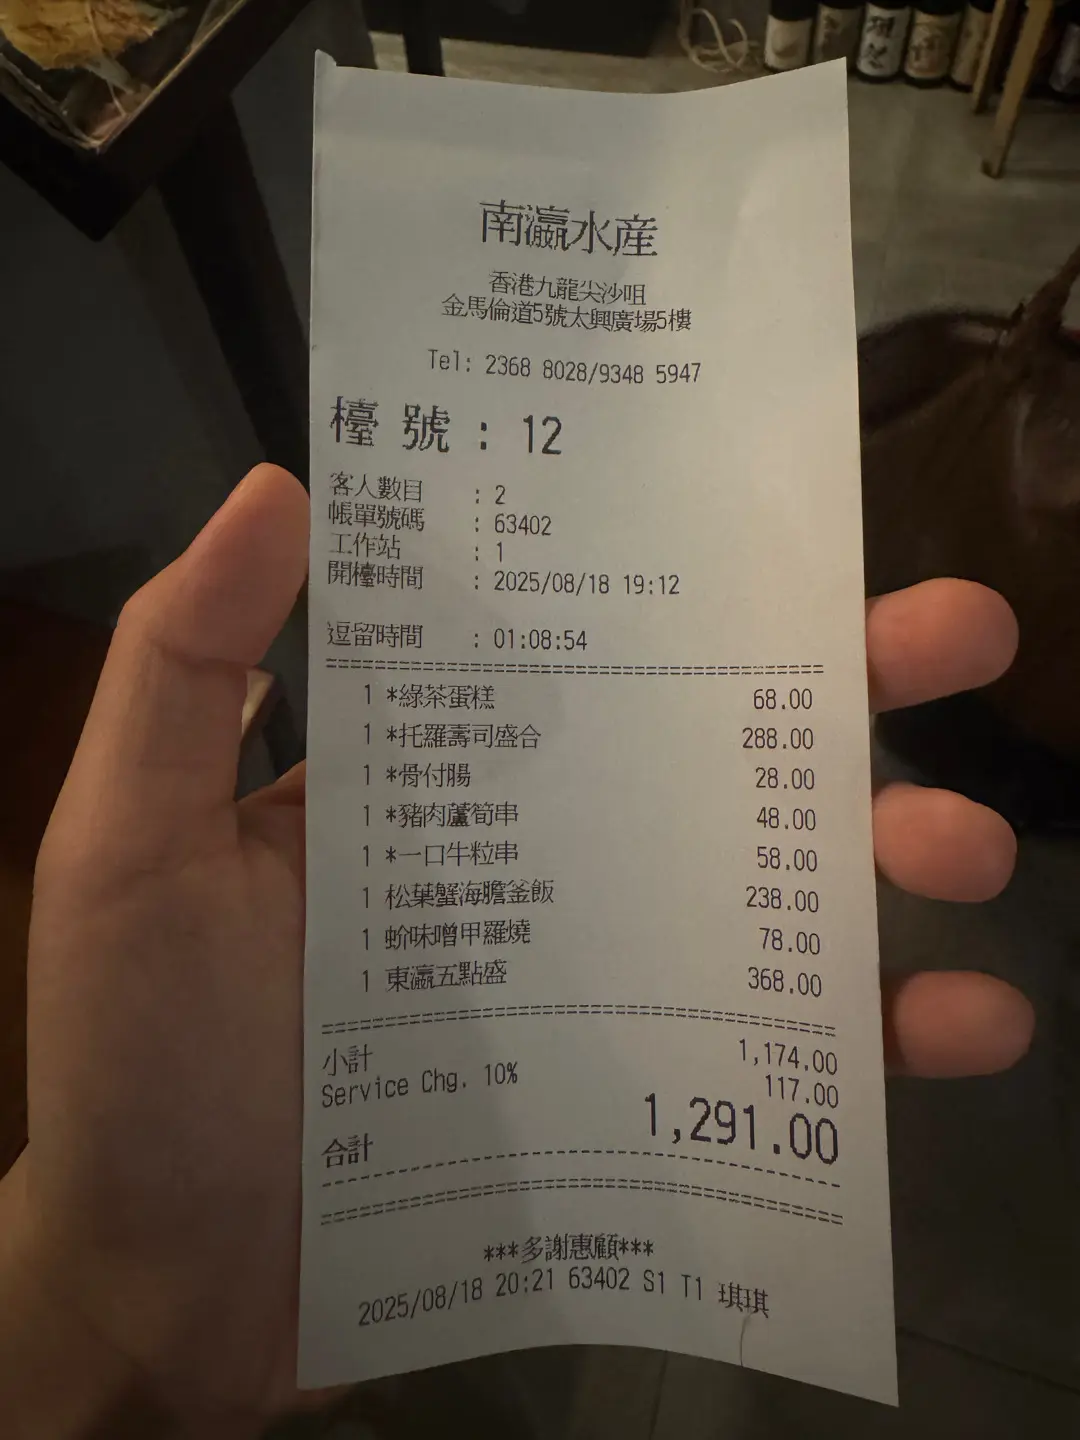 南瀛水産
香港九龍尖沙咀
金馬倫道5號太興廣場5樓
Tel: 2368 8028/9348 5947
檯 號 : 12
客人數目 : 2
帳單號碼 : 63402
工作站 : 1
開檯時間 : 2025/08/18 19:12
逗留時間 : 01:08:54
1 *綠茶蛋糕 68.00
1 *托羅壽司盛合 288.00
1 *骨付腸 28.00
1 *豬肉蘆筍串 48.00
1 *一口牛粒串 58.00
1 松葉蟹海膽釜飯 238.00
1 蚧味噌甲羅燒 78.00
1 東瀛五點盛 368.00
小計 1,174.00
Service Chg. 10% 117.00
合計 1,291.00
***多謝惠顧***
2025/08/18 20:21 63402 S1 T1 琪琪